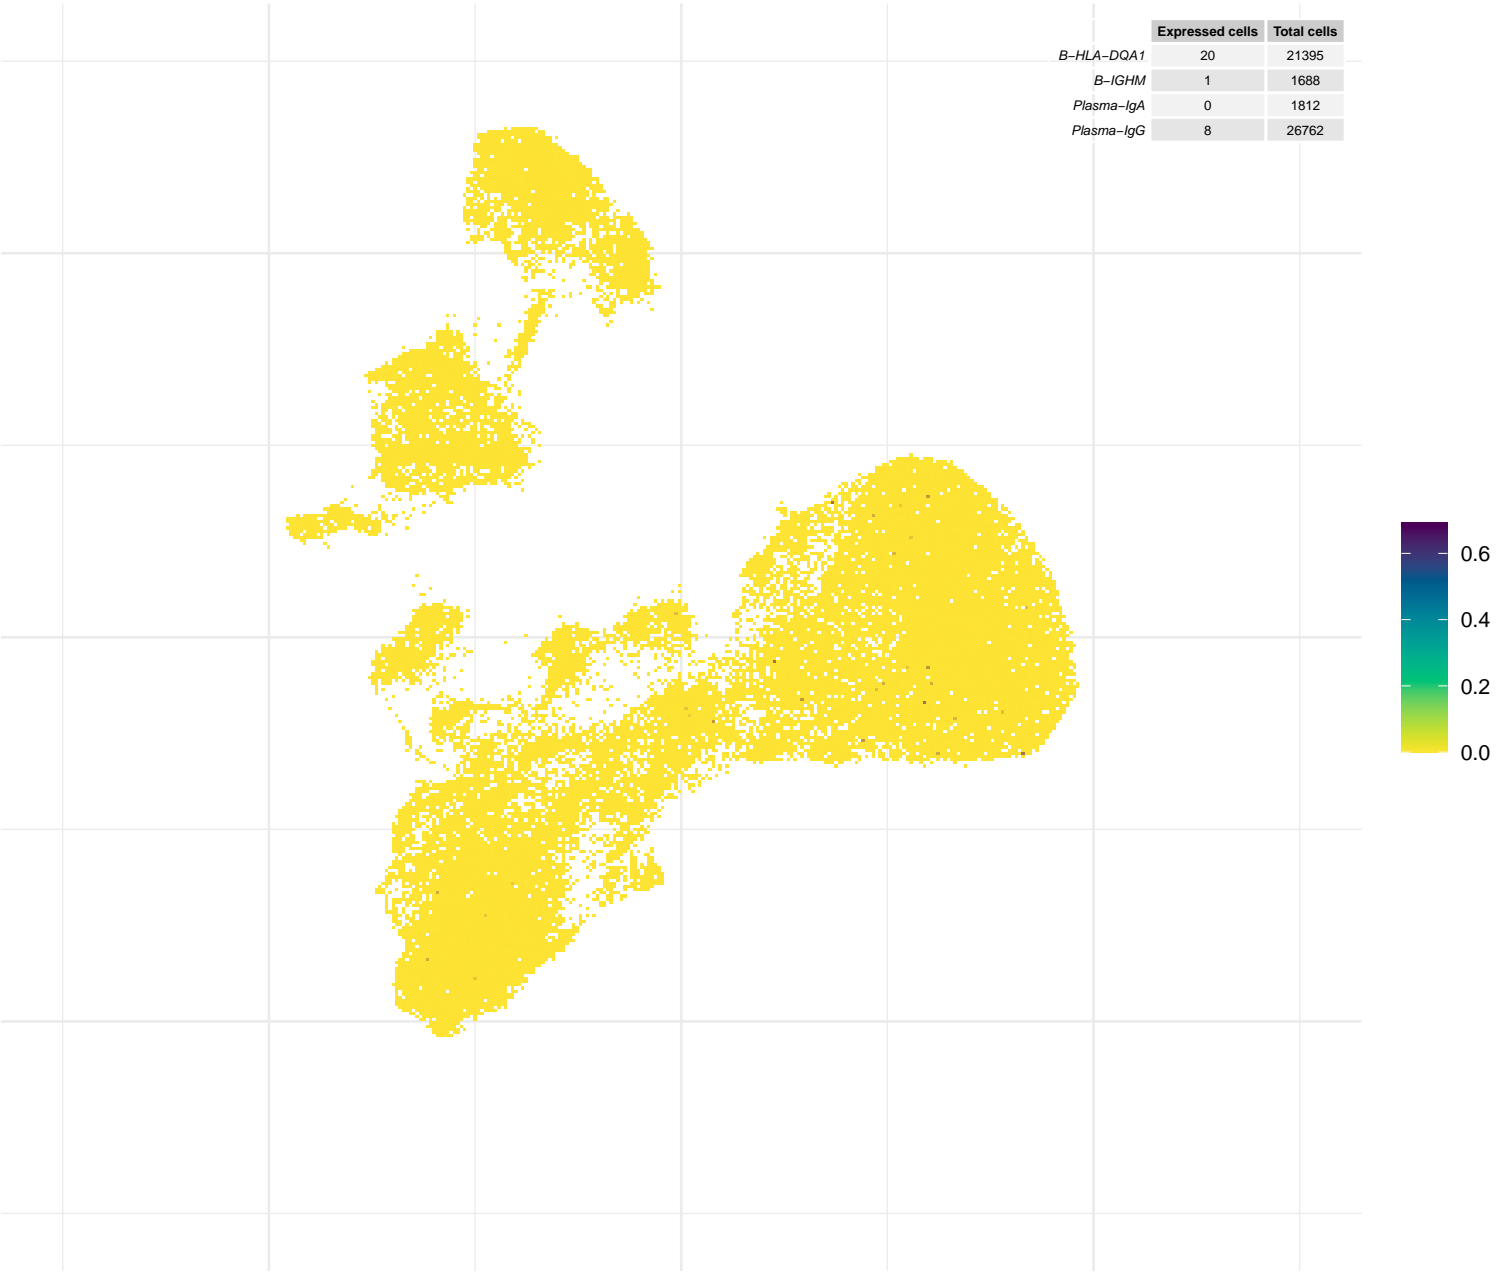 Expressed cells Total cells
B−HLA−DQA1 20 21395
B−IGHM 1 1688
Plasma−IgA 0 1812
Plasma−IgG 8 26762
0.6
0.4
0.2
0.0